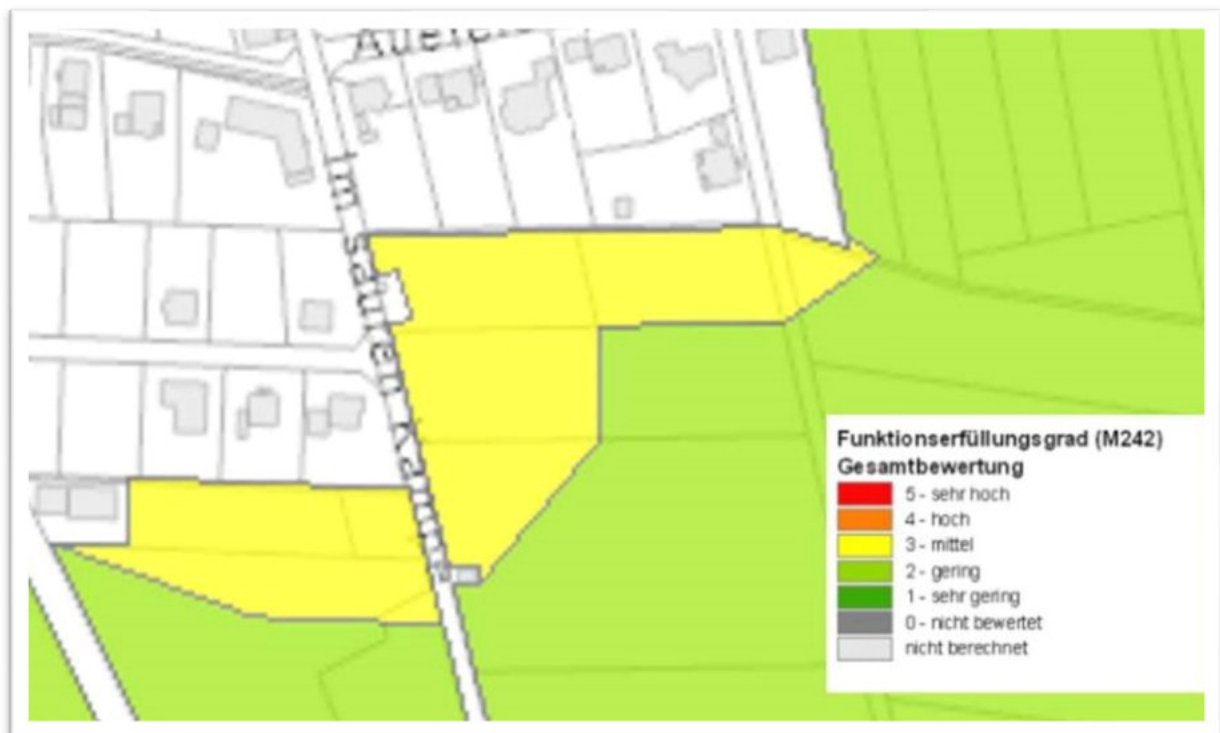 Im sauren Kamp
Funktionserfüllungsgrad (M242)
Gesamtbewertung
5 - sehr hoch
4 - hoch
3 - mittel
2 - gering
1 - sehr gering
0 - nicht bewertet
nicht berechnet